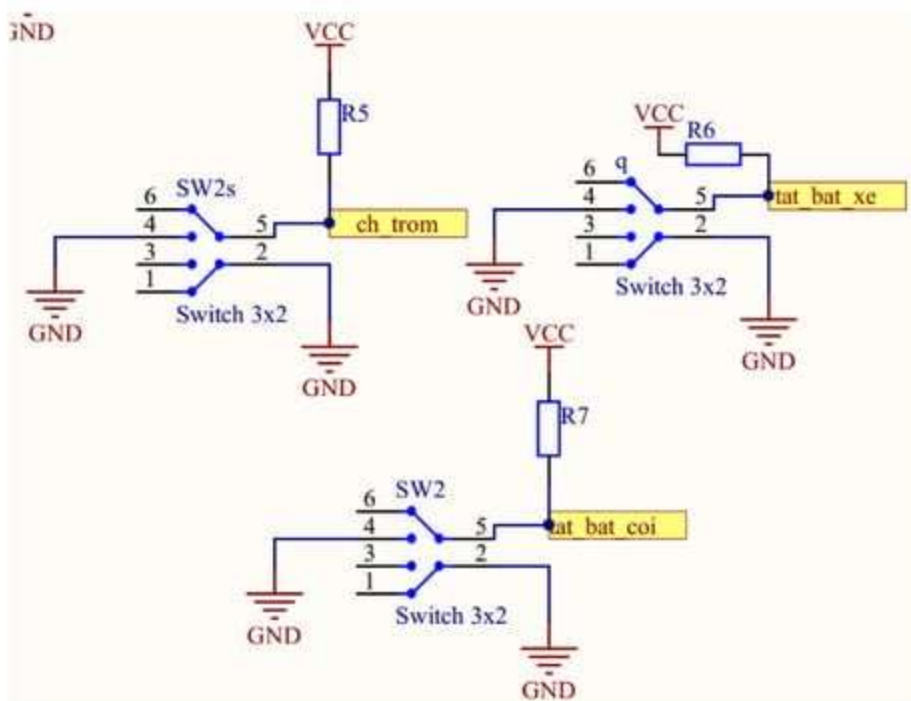 GND
VCC
R5
SW2s
6
4
3
1
5
2
ch_trom
Switch 3x2
GND
GND
VCC
R6
q
6
4
3
1
5
2
tat_bat_xe
Switch 3x2
GND
GND
VCC
R7
SW2
6
4
3
1
5
2
tat_bat_coi
Switch 3x2
GND
GND